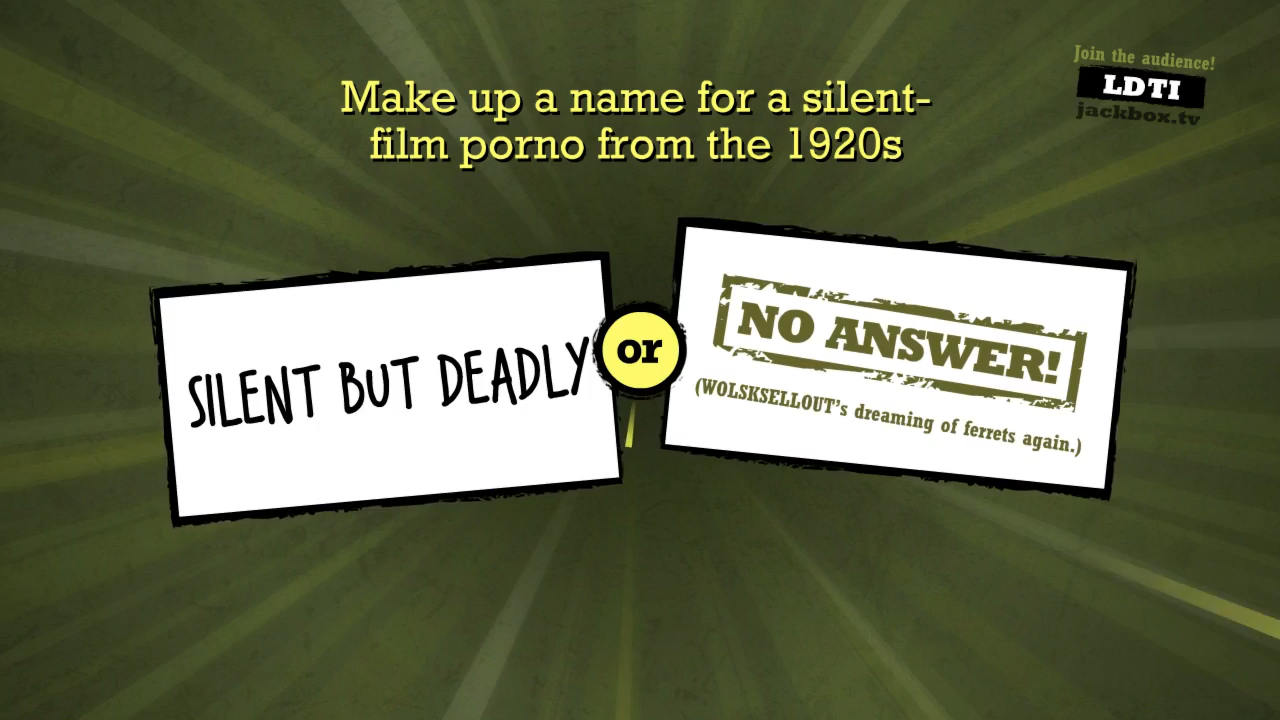 Join the audience!
LDTI
jackbox.tv
Make up a name for a silent-
film porno from the 1920s
SILENT BUT DEADLY
or
NO ANSWER!
(WOLSKSELLOUT's dreaming of ferrets again.)